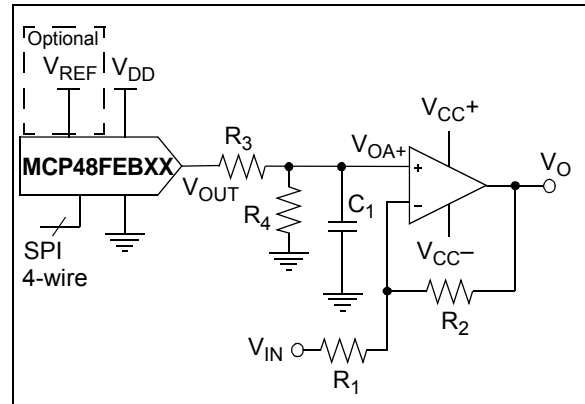 Optional
V_REF V_DD
MCP48FEBXX
V_OUT
SPI
4-wire
R_3
R_4
C_1
V_OA+
V_CC+
+
–
V_CC–
V_O
R_2
V_IN
R_1